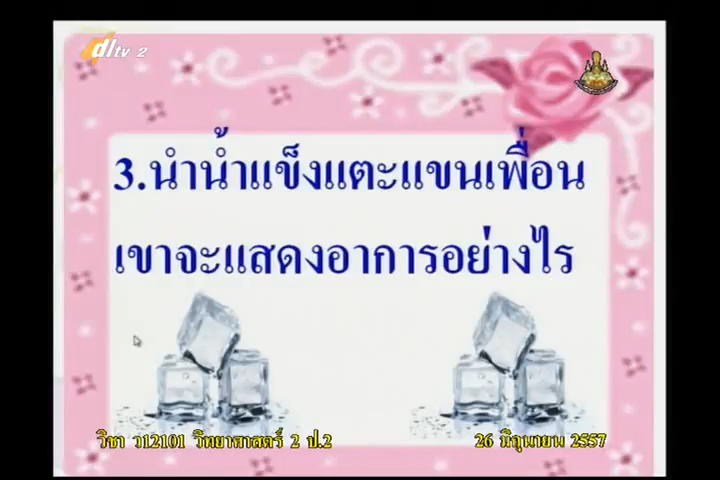 dltv 2
3.นำน้ำแข็งแตะแขนเพื่อน
เขาจะแสดงอาการอย่างไร
วิชา ว12101 วิทยาศาสตร์ 2 ป.2
26 มิถุนายน 2557